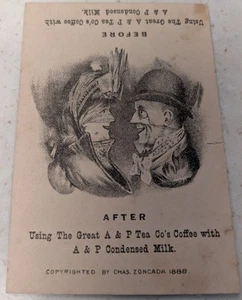 BEFORE
Using The Great A & P Tea Co's Coffee with
A & P Condensed Milk.
AFTER
Using The Great A & P Tea Co's Coffee with
A & P Condensed Milk.
COPYRIGHTED BY CHAS. ZONCADA 1888.